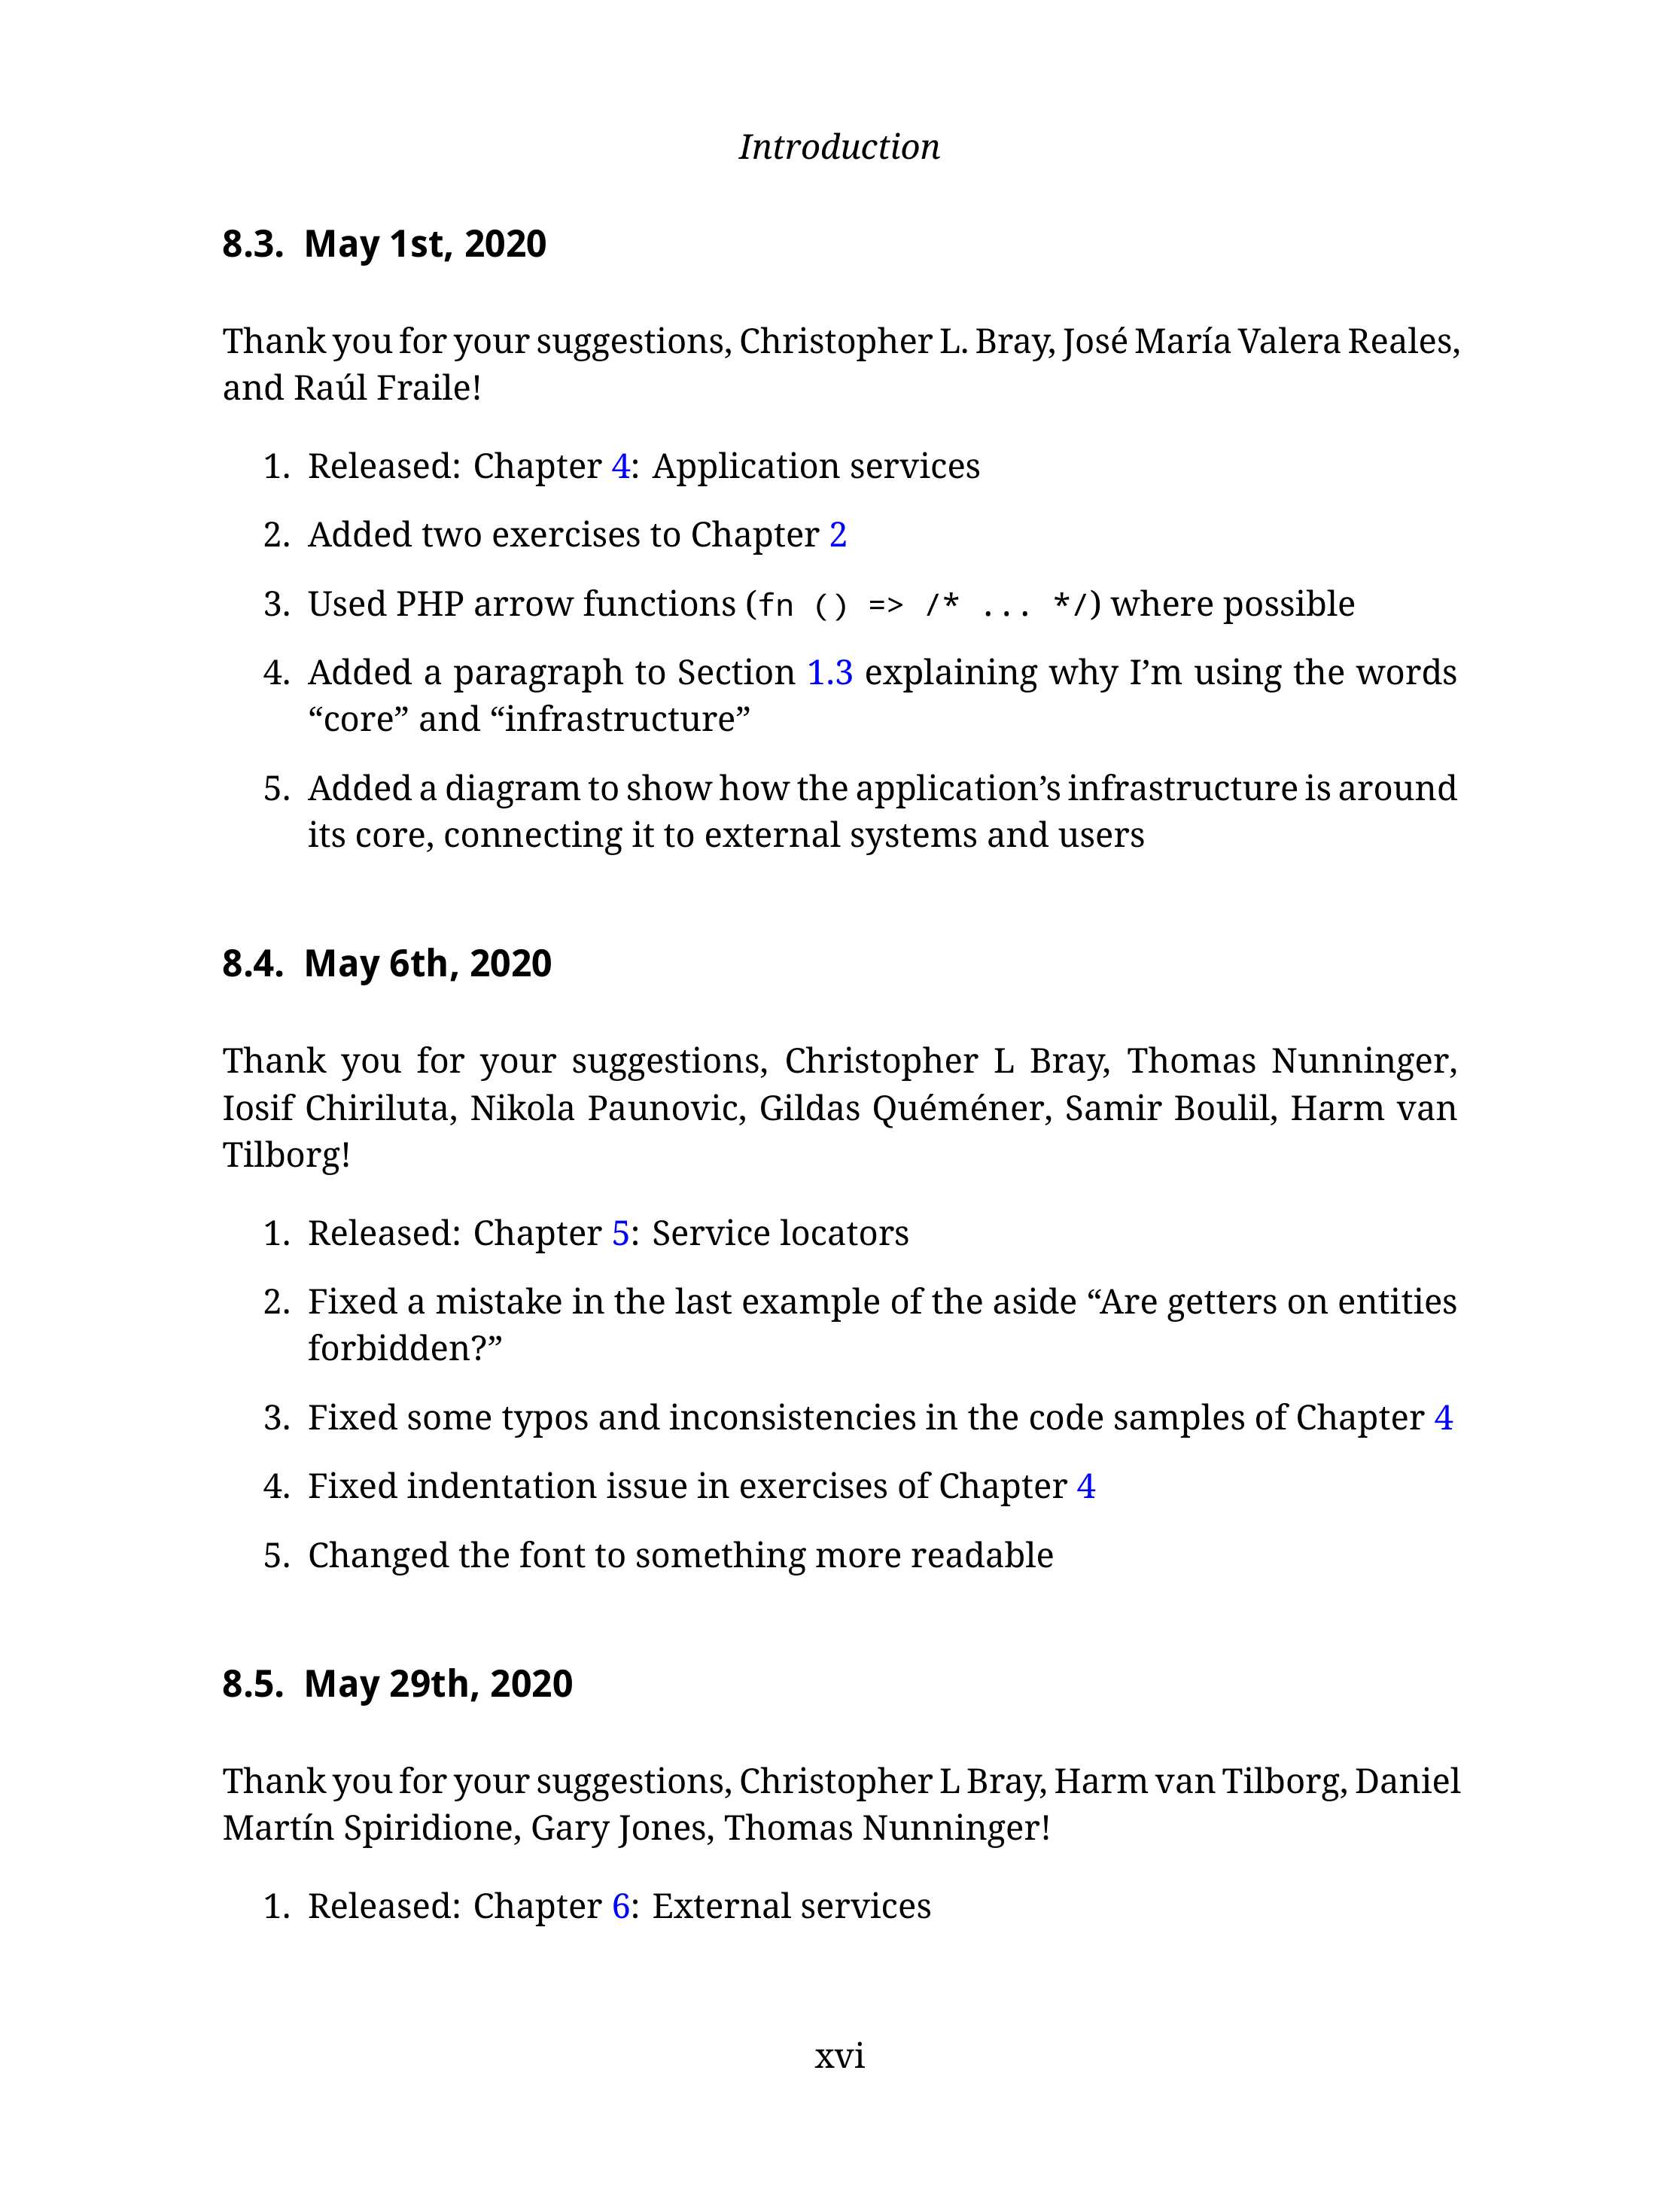 Introduction
8.3. May 1st, 2020
Thank you for your suggestions, Christopher L. Bray, José María Valera Reales,
and Raúl Fraile!
1. Released: Chapter 4: Application services
2. Added two exercises to Chapter 2
3. Used PHP arrow functions (fn () => /* ... */) where possible
4. Added a paragraph to Section 1.3 explaining why I’m using the words
“core” and “infrastructure”
5. Added a diagram to show how the application’s infrastructure is around
its core, connecting it to external systems and users
8.4. May 6th, 2020
Thank you for your suggestions, Christopher L Bray, Thomas Nunninger,
Iosif Chiriluta, Nikola Paunovic, Gildas Quéméner, Samir Boulil, Harm van
Tilborg!
1. Released: Chapter 5: Service locators
2. Fixed a mistake in the last example of the aside “Are getters on entities
forbidden?”
3. Fixed some typos and inconsistencies in the code samples of Chapter 4
4. Fixed indentation issue in exercises of Chapter 4
5. Changed the font to something more readable
8.5. May 29th, 2020
Thank you for your suggestions, Christopher L Bray, Harm van Tilborg, Daniel
Martín Spiridione, Gary Jones, Thomas Nunninger!
1. Released: Chapter 6: External services
xvi